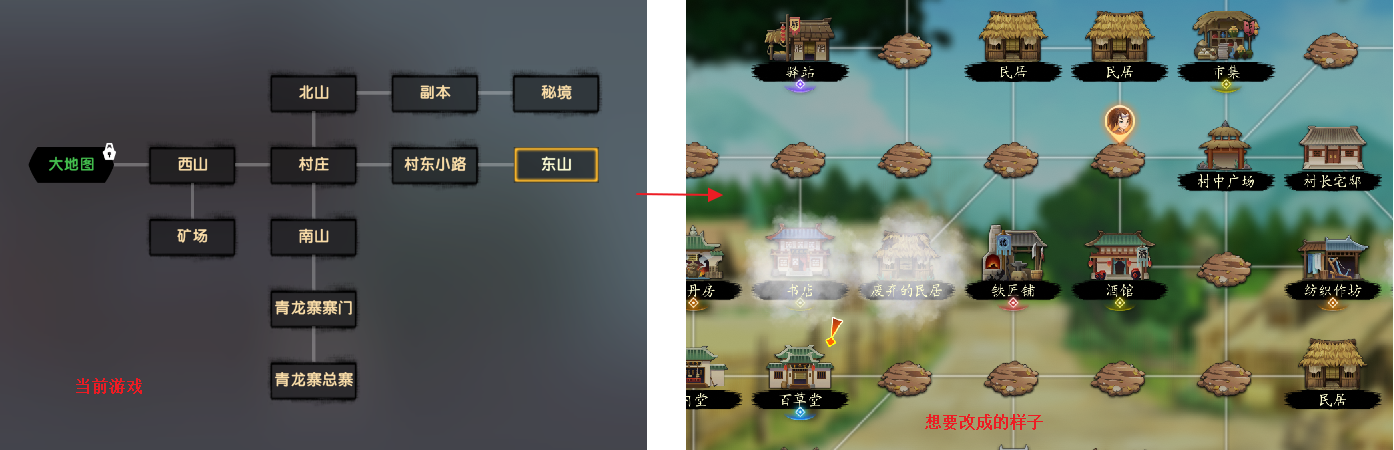 北山
副本
秘境
大地图
西山
村庄
村东小路
东山
矿场
南山
青龙寨寨门
青龙寨总寨
当前游戏
驿站
民居
民居
市集
村中广场
村长宅邸
丹房
书店
废弃的民居
铁匠铺
酒馆
纺织作坊
堂
百草堂
民居
想要改成的样子